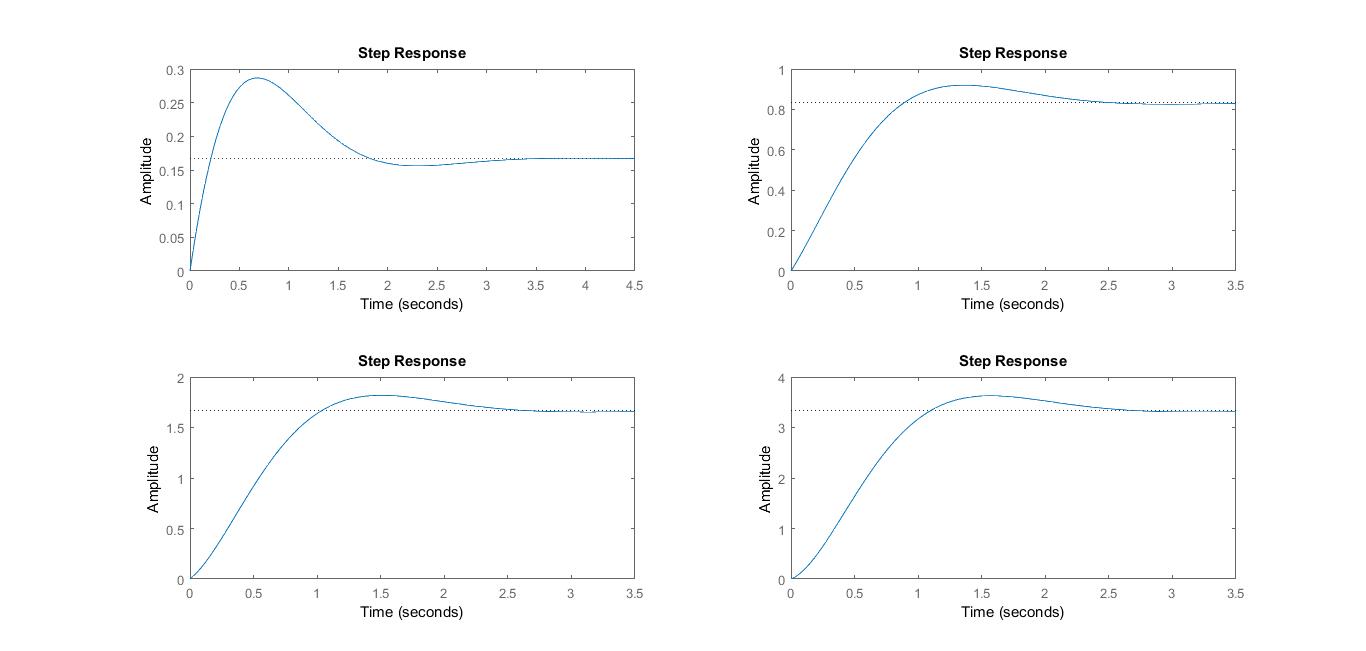 Step Response
0.3
0.25
0.2
0.15
0.1
0.05
0
Amplitude
0 0.5 1 1.5 2 2.5 3 3.5 4 4.5
Time (seconds)
Step Response
1
0.8
0.6
0.4
0.2
0
Amplitude
0 0.5 1 1.5 2 2.5 3 3.5
Time (seconds)
Step Response
2
1.5
1
0.5
0
Amplitude
0 0.5 1 1.5 2 2.5 3 3.5
Time (seconds)
Step Response
4
3
2
1
0
Amplitude
0 0.5 1 1.5 2 2.5 3 3.5
Time (seconds)